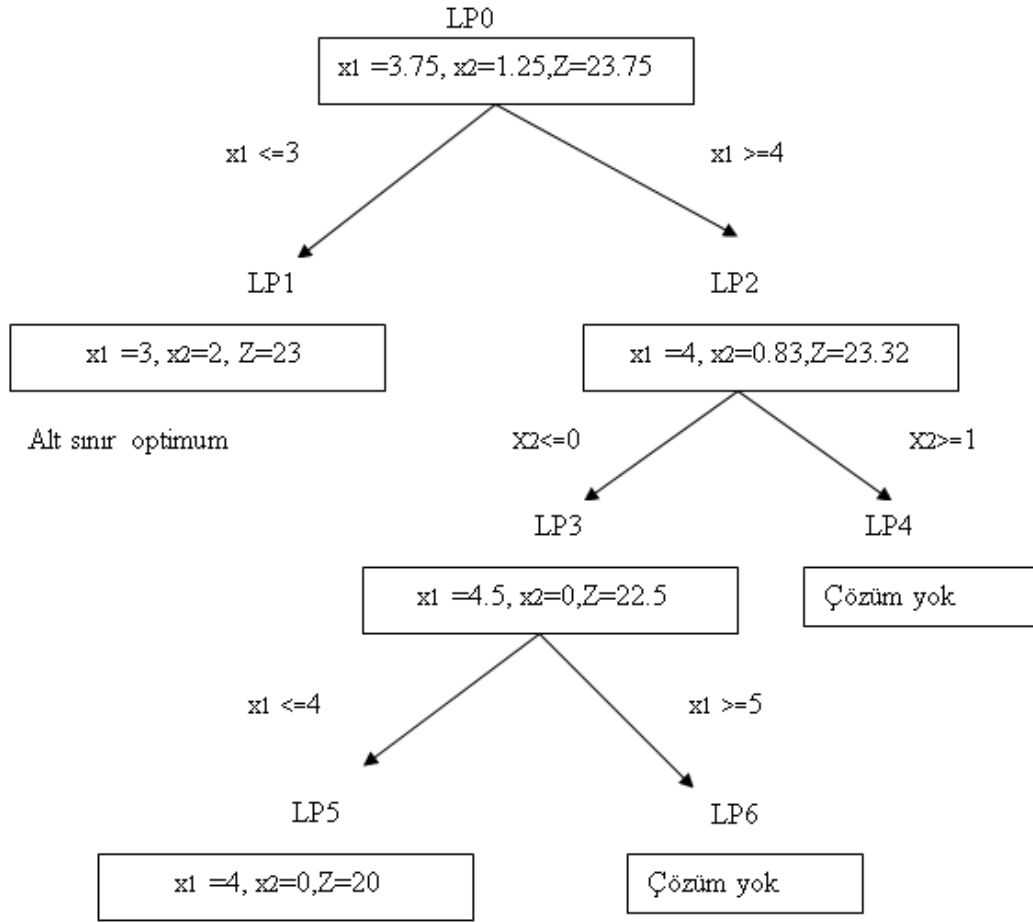 LP0
x1 =3.75, x2=1.25,Z=23.75
x1 <=3
x1 >=4
LP1
LP2
x1 =3, x2=2, Z=23
x1 =4, x2=0.83,Z=23.32
Alt sınır optimum
X2<=0
X2>=1
LP3
LP4
x1 =4.5, x2=0,Z=22.5
Çözüm yok
x1 <=4
x1 >=5
LP5
LP6
x1 =4, x2=0,Z=20
Çözüm yok